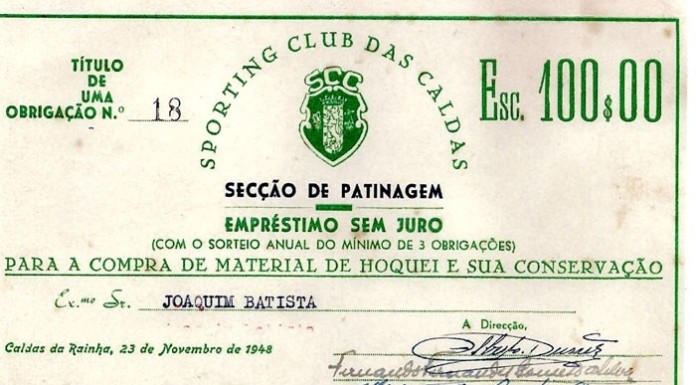 TÍTULO
DE
UMA
OBRIGAÇÃO N.º 18
SPORTING CLUB DAS CALDAS
SCC
Esc. 100$00
SECÇÃO DE PATINAGEM
EMPRÉSTIMO SEM JURO
(COM O SORTEIO ANUAL DO MÍNIMO DE 3 OBRIGAÇÕES)
PARA A COMPRA DE MATERIAL DE HOQUEI E SUA CONSERVAÇÃO
Ex.mo Sr. JOAQUIM BATISTA
A Direcção,
Caldas da Rainha, 23 de Novembro de 1948
Fernando